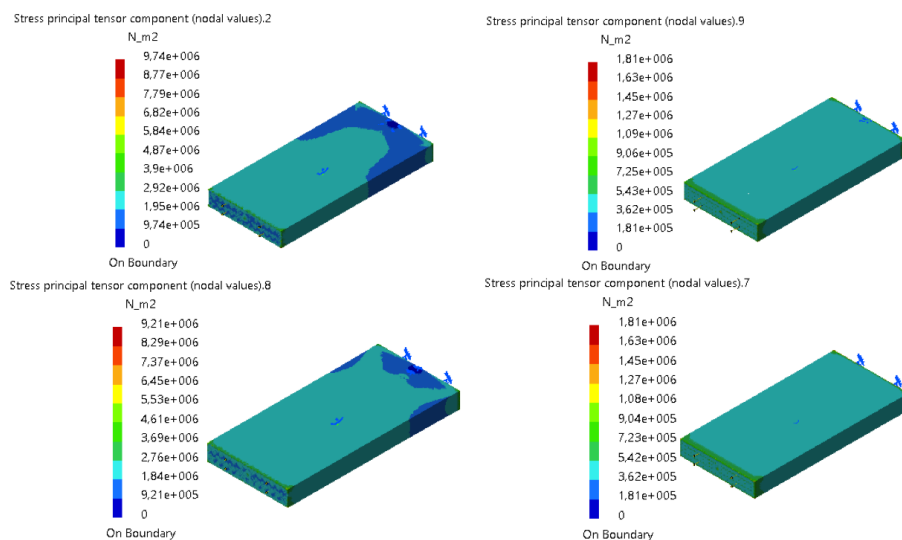 Stress principal tensor component (nodal values).2
N_m2
9,74e+006
8,77e+006
7,79e+006
6,82e+006
5,84e+006
4,87e+006
3,9e+006
2,92e+006
1,95e+006
9,74e+005
0
On Boundary
Stress principal tensor component (nodal values).9
N_m2
1,81e+006
1,63e+006
1,45e+006
1,27e+006
1,09e+006
9,06e+005
7,25e+005
5,43e+005
3,62e+005
1,81e+005
0
On Boundary
Stress principal tensor component (nodal values).8
N_m2
9,21e+006
8,29e+006
7,37e+006
6,45e+006
5,53e+006
4,61e+006
3,69e+006
2,76e+006
1,84e+006
9,21e+005
0
On Boundary
Stress principal tensor component (nodal values).7
N_m2
1,81e+006
1,63e+006
1,45e+006
1,27e+006
1,08e+006
9,04e+005
7,23e+005
5,42e+005
3,62e+005
1,81e+005
0
On Boundary